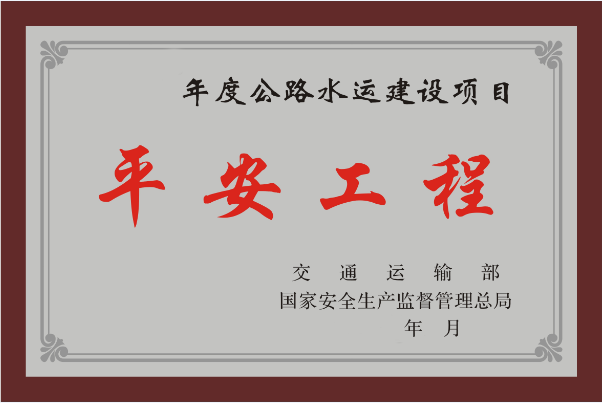 年度公路水运建设项目
平安工程
交通运输部
国家安全生产监督管理总局
年 月